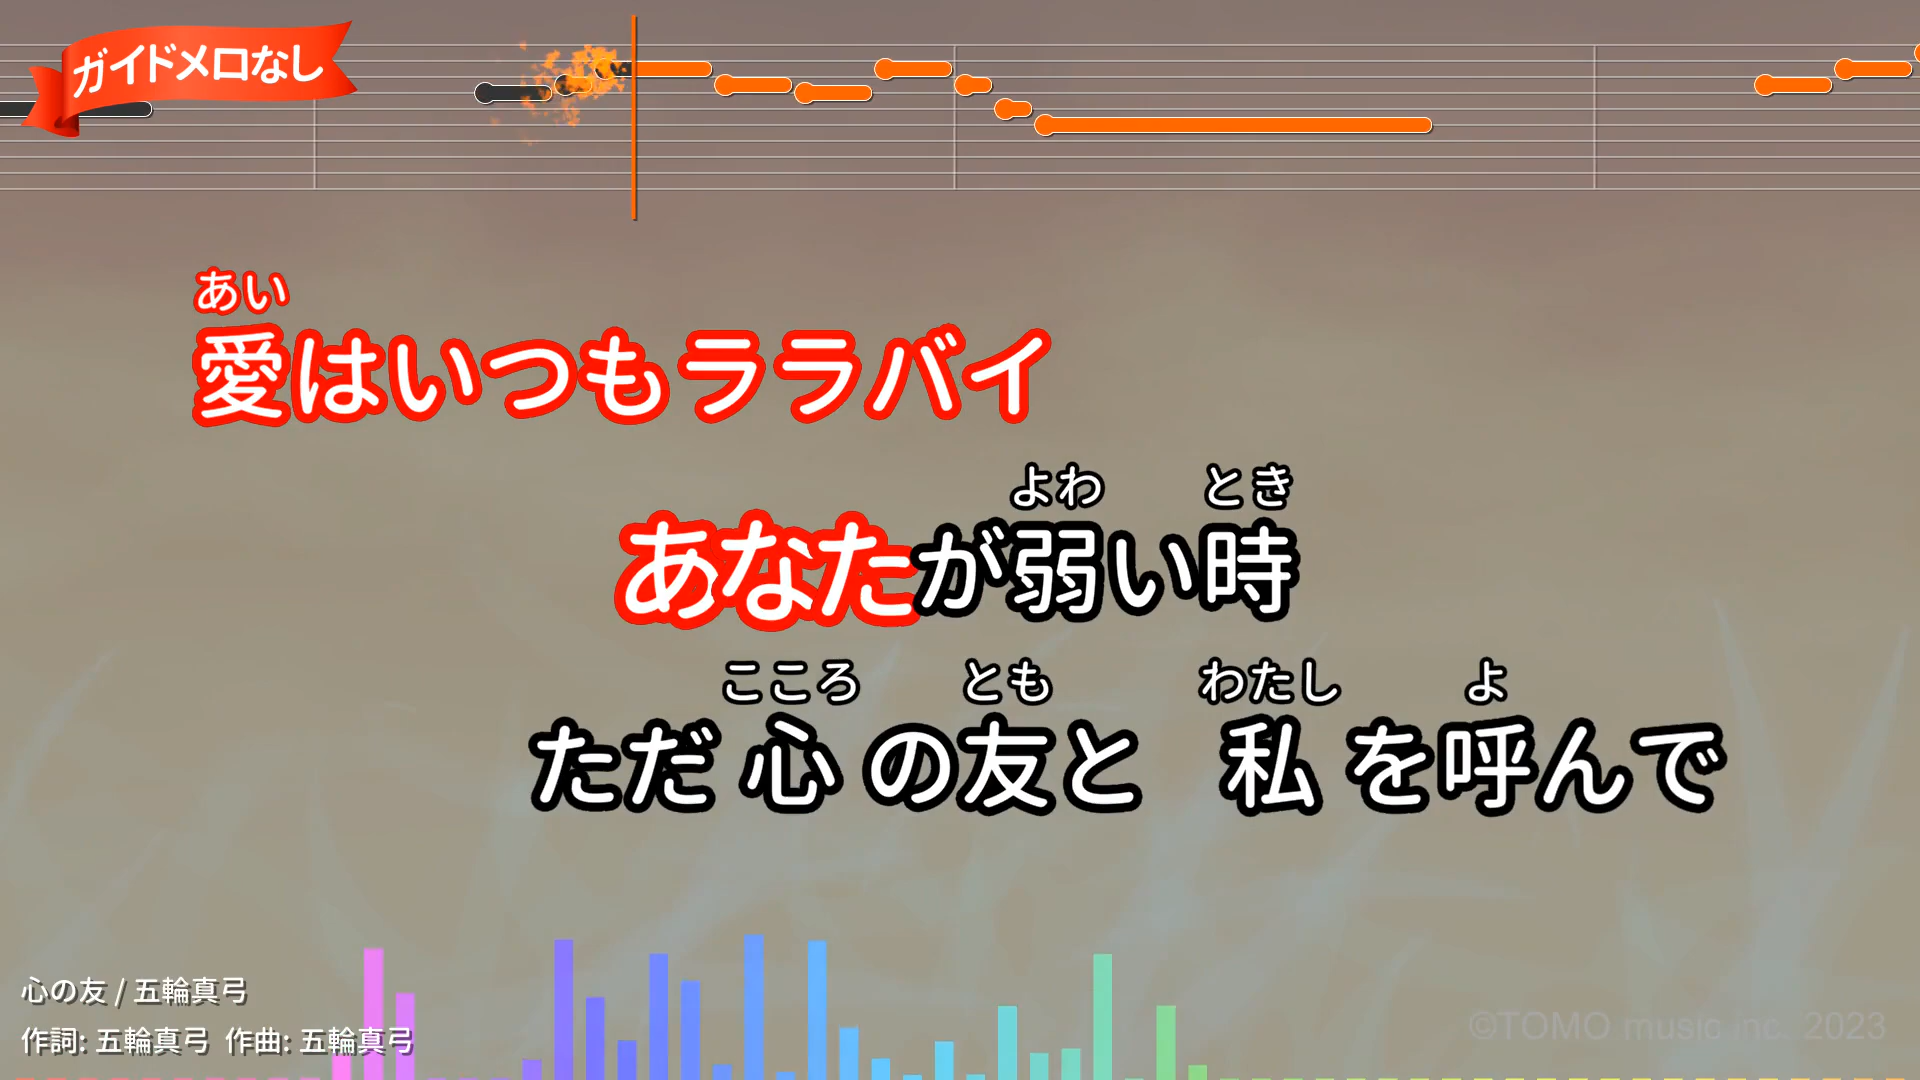 ガイドメロなし
あい
愛はいつもララバイ
よわ とき
あなたが弱い時
こころ とも わたし よ
ただ心の友と 私を呼んで
心の友 / 五輪真弓
作詞: 五輪真弓 作曲: 五輪真弓
©TOMO music inc. 2023